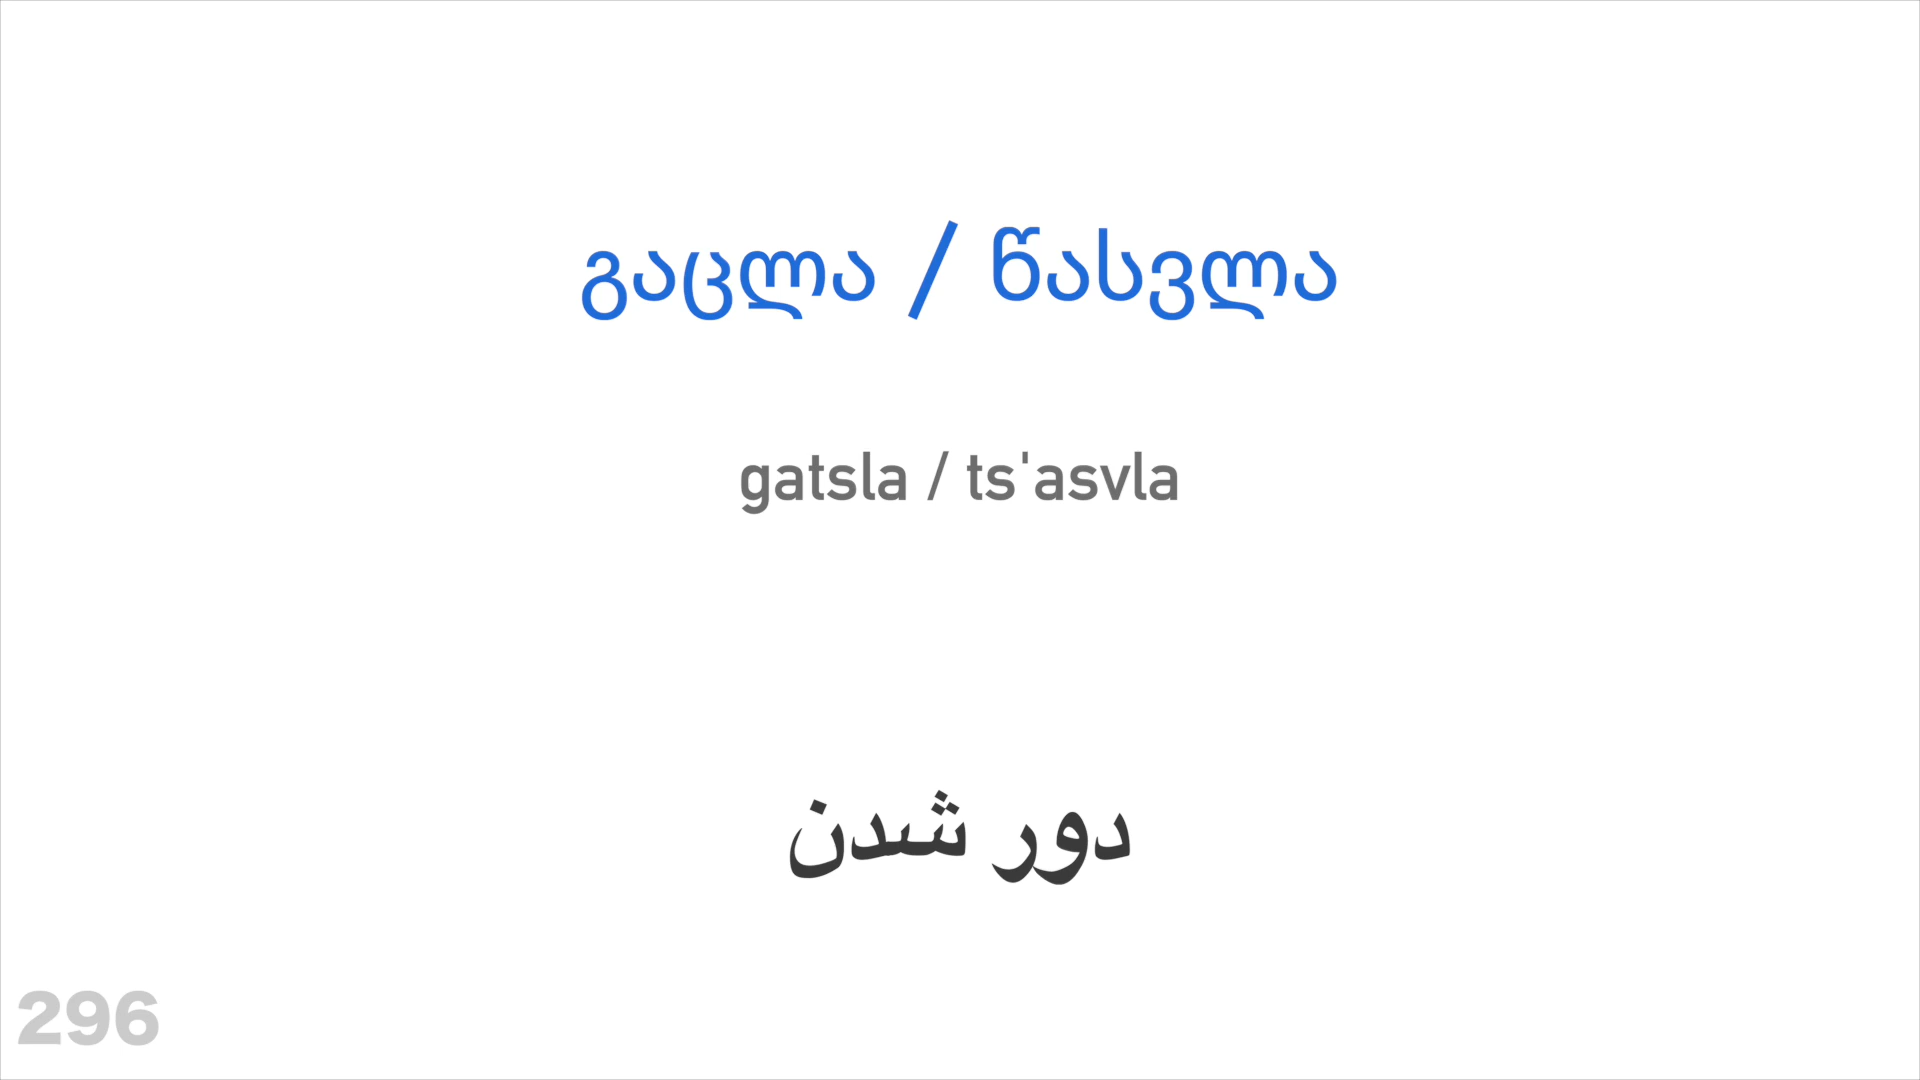 გაცლა / წასვლა
gatsla / ts'asvla
دور شدن
296